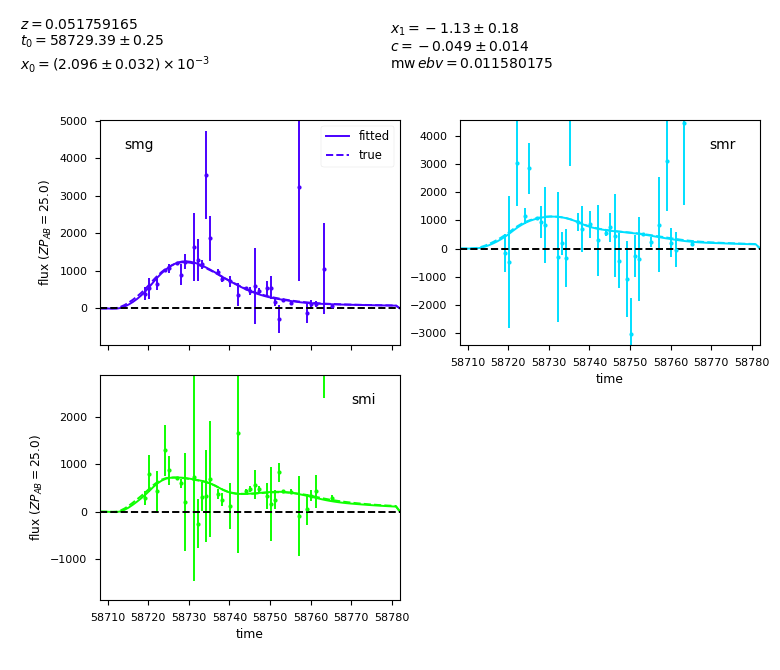 z = 0.051759165
t₀ = 58729.39 ± 0.25
x₀ = (2.096 ± 0.032) × 10⁻³
x₁ = −1.13 ± 0.18
c = −0.049 ± 0.014
mw ebv = 0.011580175
smg
fitted
true
5000
4000
3000
2000
1000
0
flux (ZP_AB = 25.0)
smr
4000
3000
2000
1000
0
−1000
−2000
−3000
58710 58720 58730 58740 58750 58760 58770 58780
time
smi
2000
1000
0
−1000
flux (ZP_AB = 25.0)
58710 58720 58730 58740 58750 58760 58770 58780
time